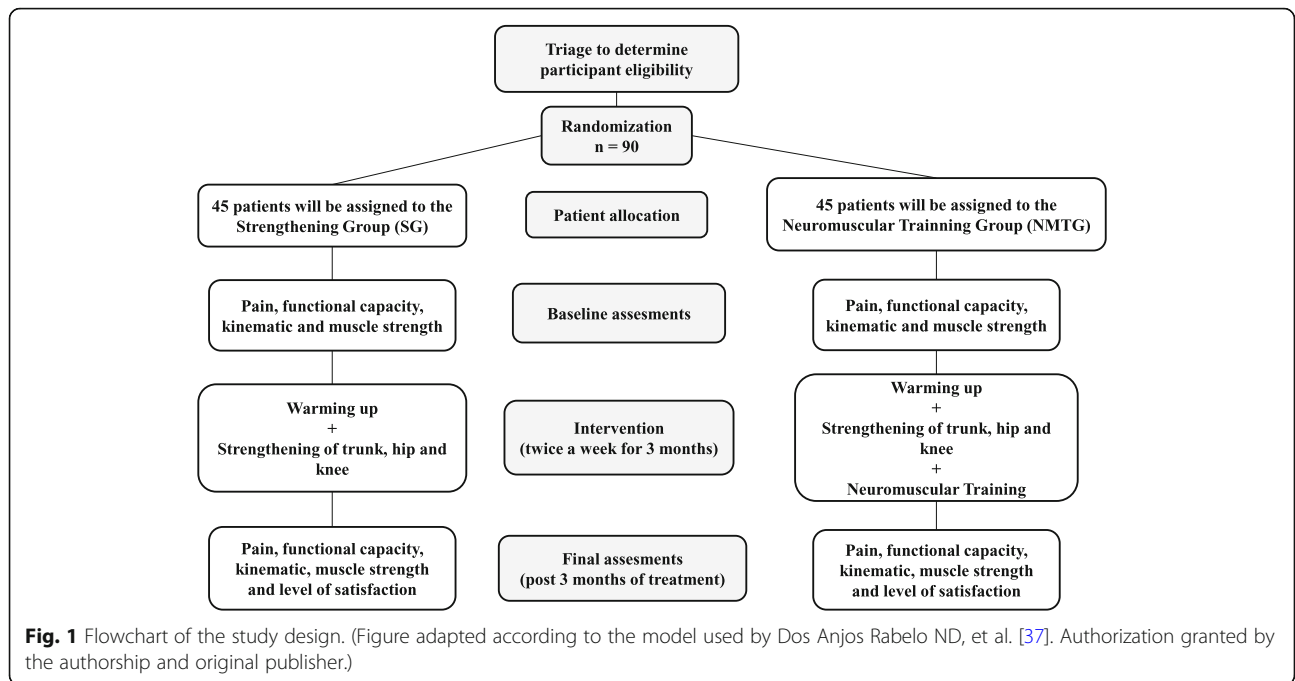 Triage to determine
participant eligibility
Randomization
n = 90
45 patients will be assigned to the
Strengthening Group (SG)
Patient allocation
45 patients will be assigned to the
Neuromuscular Trainning Group (NMTG)
Pain, functional capacity,
kinematic and muscle strength
Baseline assesments
Pain, functional capacity,
kinematic and muscle strength
Warming up
+
Strengthening of trunk, hip and
knee
Intervention
(twice a week for 3 months)
Warming up
+
Strengthening of trunk, hip and
knee
+
Neuromuscular Training
Pain, functional capacity,
kinematic, muscle strength
and level of satisfaction
Final assesments
(post 3 months of treatment)
Pain, functional capacity,
kinematic, muscle strength
and level of satisfaction
Fig. 1 Flowchart of the study design. (Figure adapted according to the model used by Dos Anjos Rabelo ND, et al. [37]. Authorization granted by
the authorship and original publisher.)